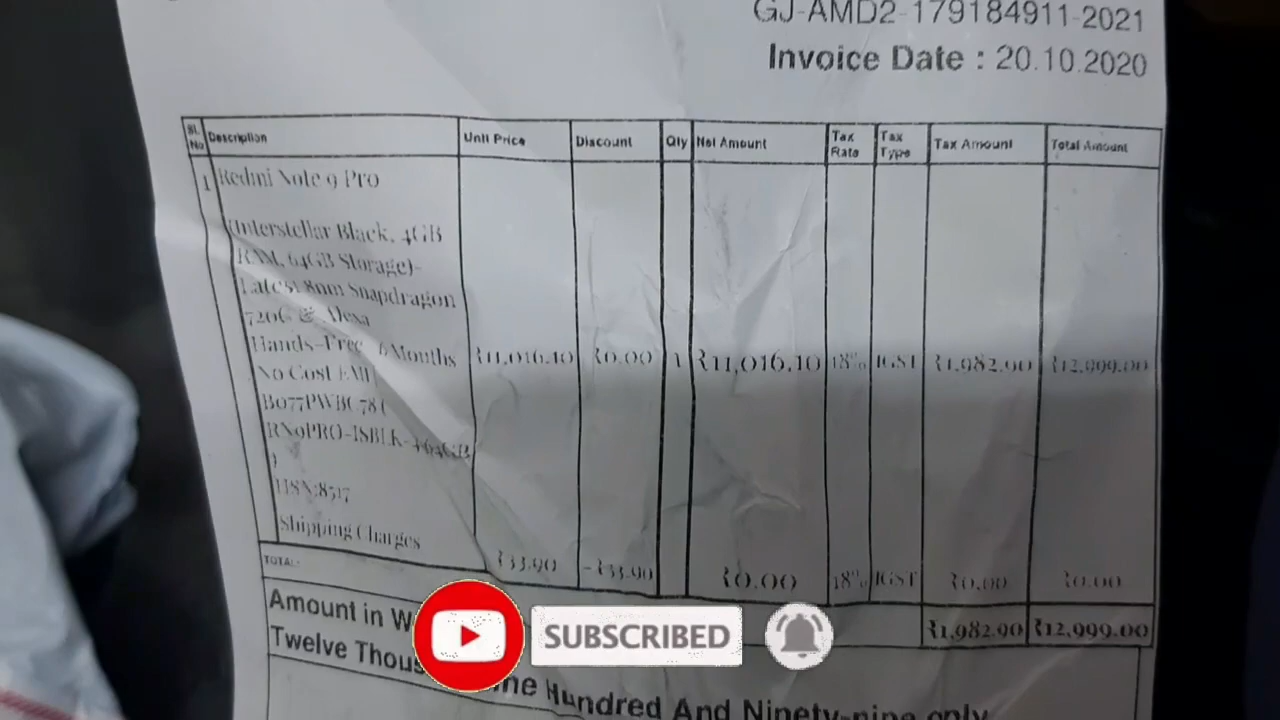 GJ-AMD2-179184911-2021
Invoice Date : 20.10.2020
Sl. No Description Unit Price Discount Qty Net Amount Tax Rate Tax Type Tax Amount Total Amount
1 Redmi Note 9 Pro
(Interstellar Black, 4GB
RAM, 64GB Storage)-
Latest 8nm Snapdragon
720G & Alexa
Hands-Free 6Months ₹11,016.10 ₹0.00 1 ₹11,016.10 18% IGST ₹1,982.90 ₹12,999.00
No Cost EMI
B077PWBC78 (
RN9PRO-ISBLK-4+64GB
)
HSN:8517
Shipping Charges
₹33.90 -₹33.90 ₹0.00 18% IGST ₹0.00 ₹0.00
TOTAL: ₹1,982.90 ₹12,999.00
Amount in
Twelve Hundred And Ninety-nine only
SUBSCRIBED